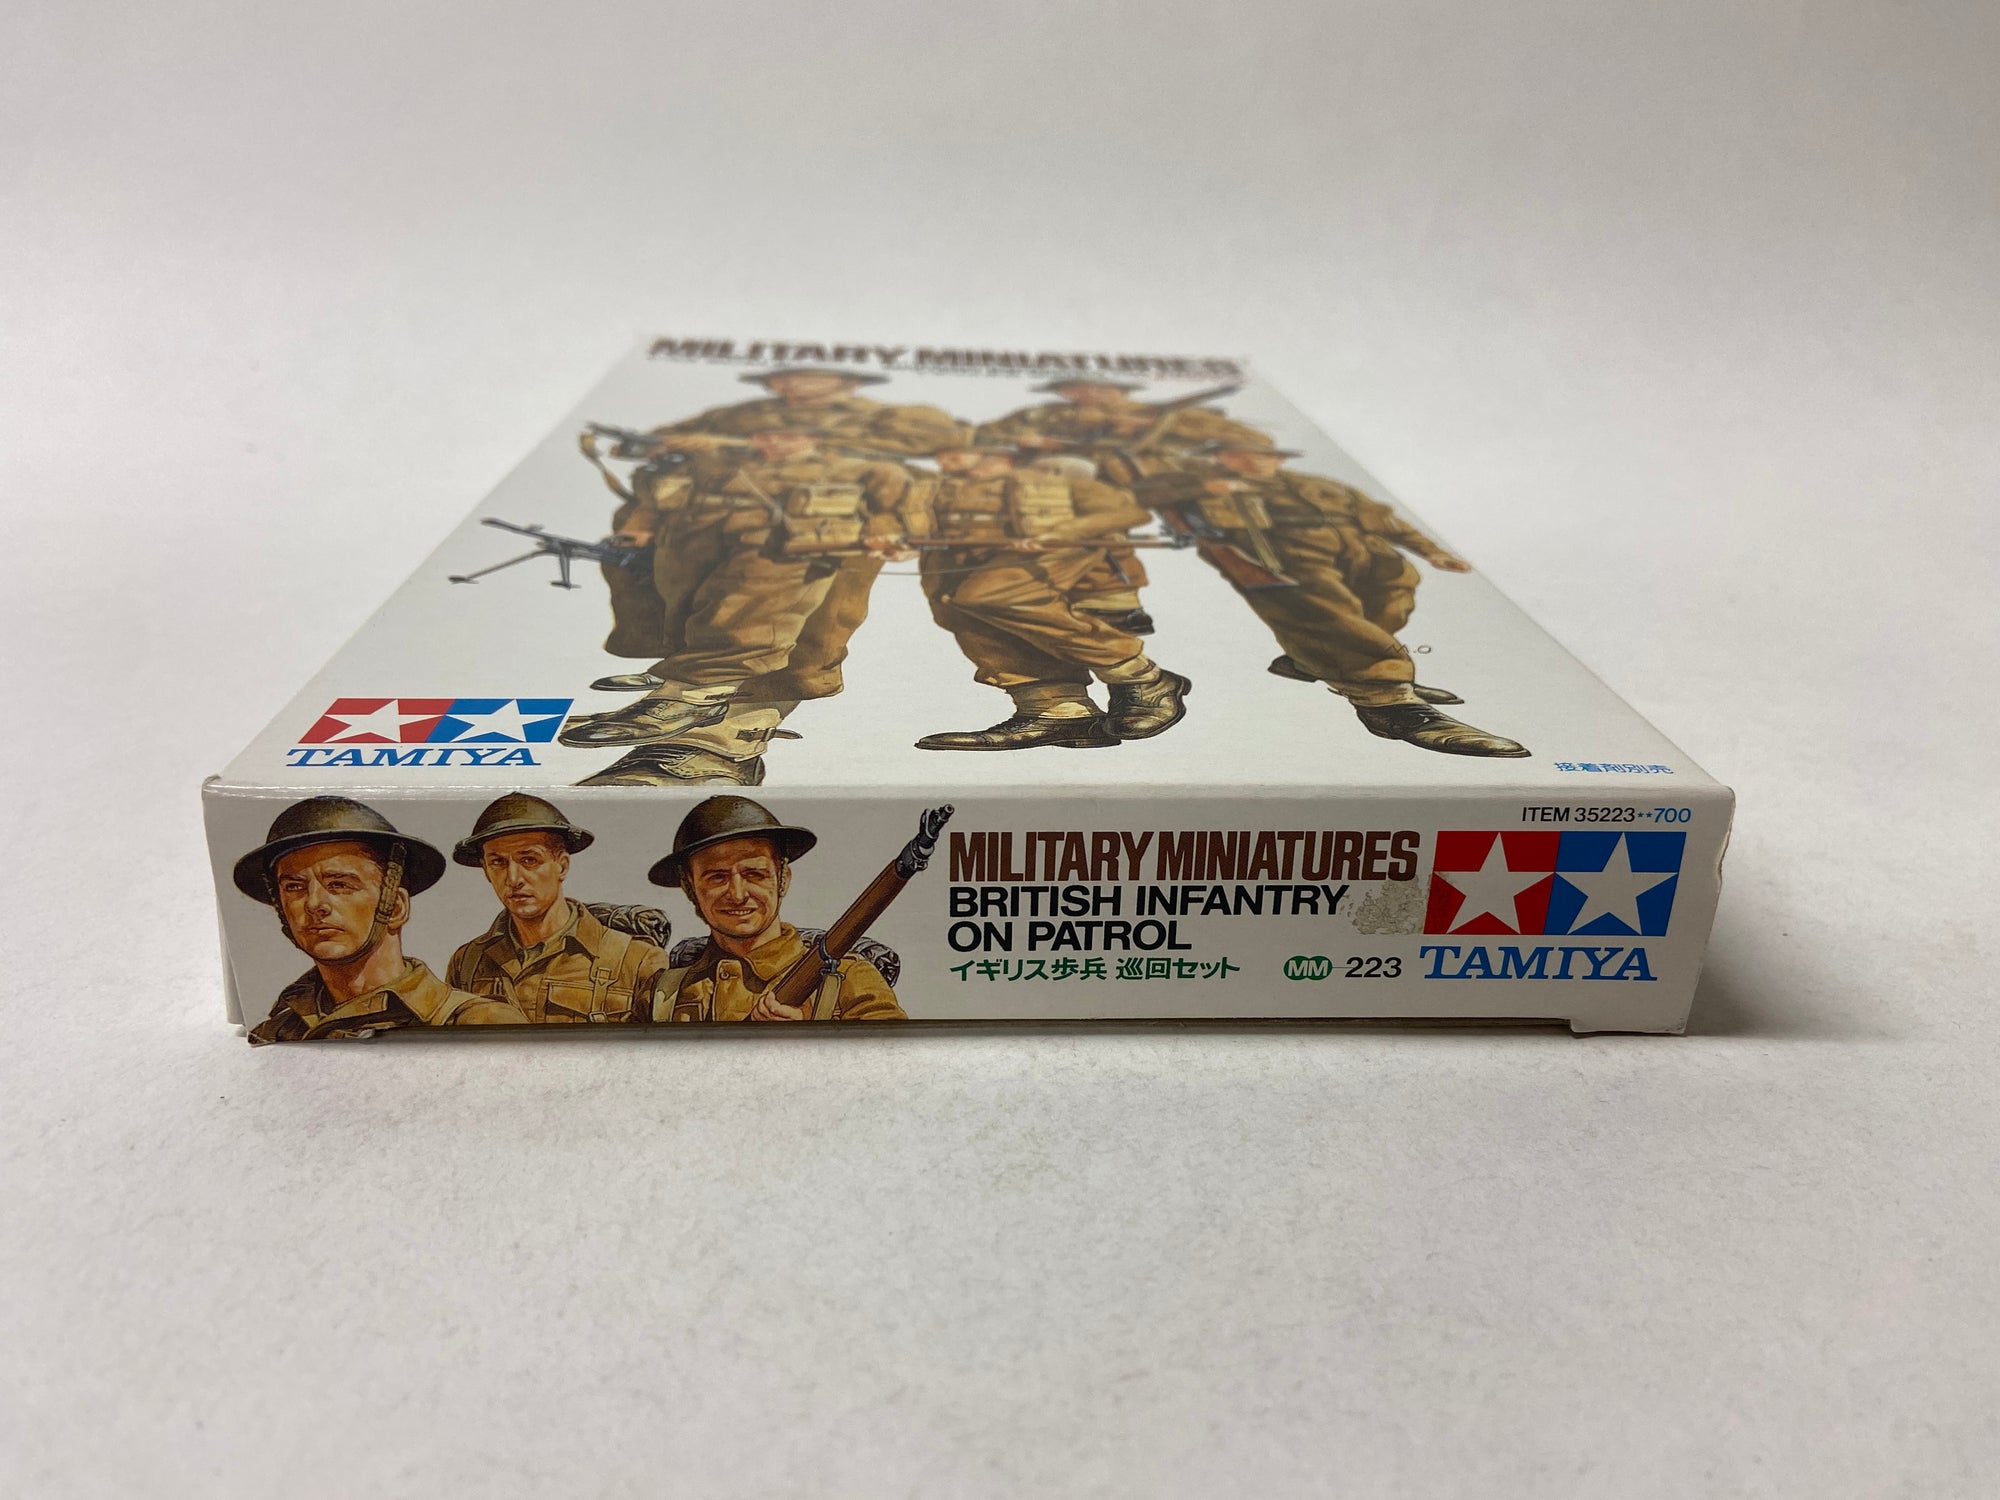 MILITARY MINIATURES
M.O
TAMIYA
接着剤別売
ITEM 35223**700
MILITARY MINIATURES
BRITISH INFANTRY
ON PATROL
イギリス歩兵 巡回セット
MM 223
TAMIYA